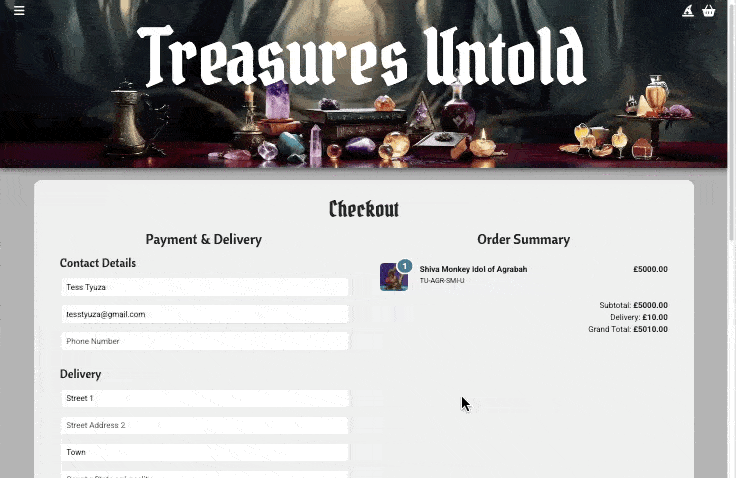 Treasures Untold
Checkout
Payment & Delivery
Contact Details
Tess Tyuza
tesstyuza@gmail.com
Phone Number
Delivery
Street 1
Street Address 2
Town
Order Summary
1
Shiva Monkey Idol of Agrabah
£5000.00
TU-AGR-SMI-U
Subtotal: £5000.00
Delivery: £10.00
Grand Total: £5010.00